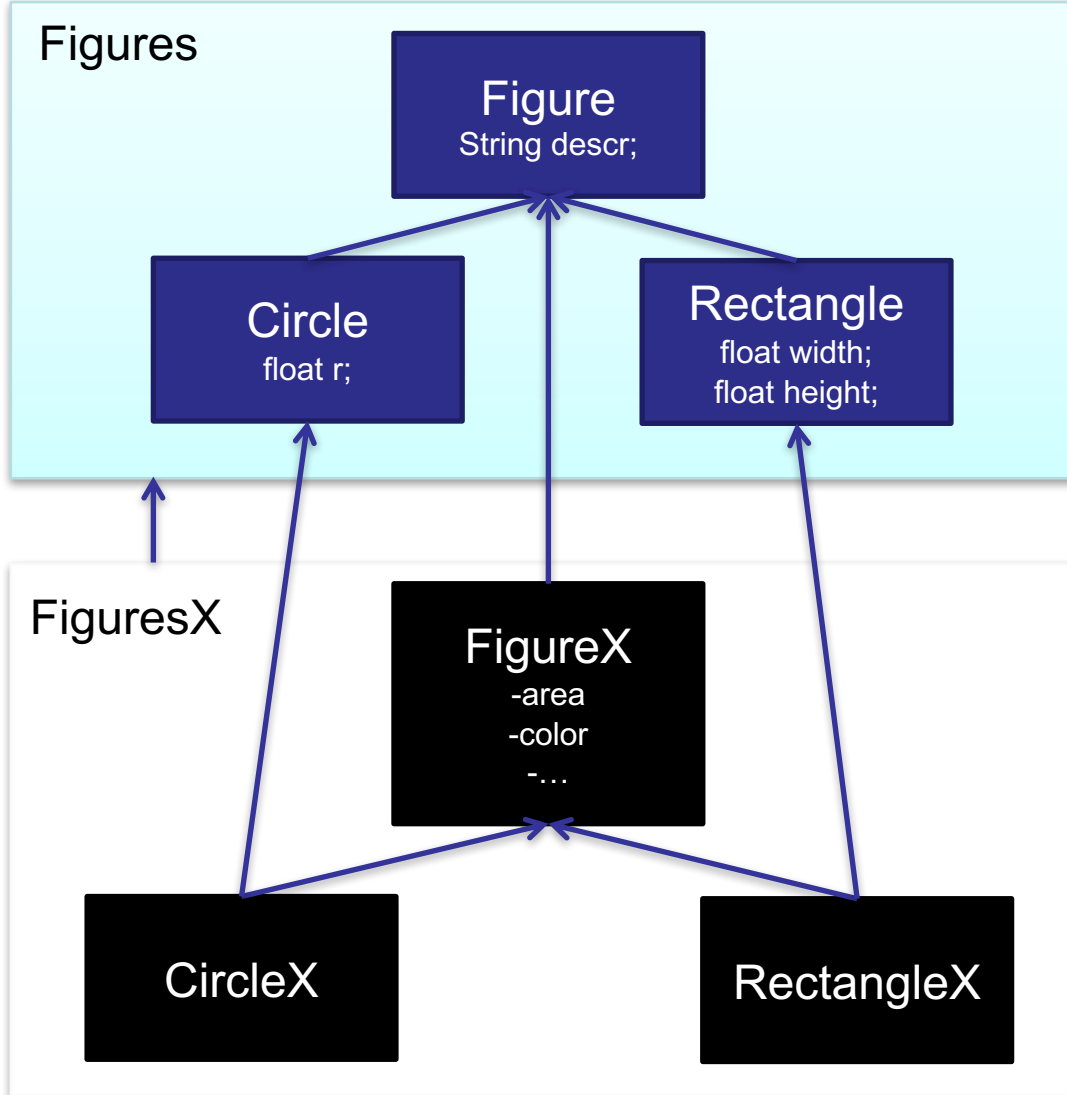 Figures
Figure
String descr;
Circle
float r;
Rectangle
float width;
float height;
FiguresX
FigureX
-area
-color
-…
CircleX
RectangleX